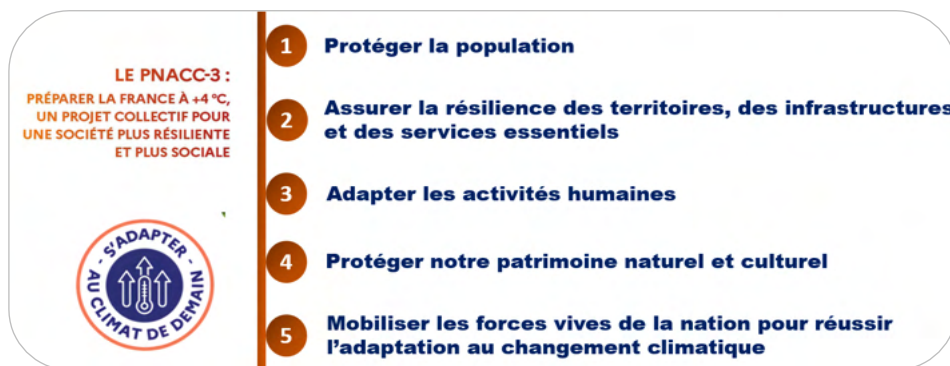 LE PNACC-3 :
PRÉPARER LA FRANCE À +4 °C,
UN PROJET COLLECTIF POUR
UNE SOCIÉTÉ PLUS RÉSILIENTE
ET PLUS SOCIALE
- S'ADAPTER -
AU CLIMAT DE DEMAIN
1 Protéger la population
2 Assurer la résilience des territoires, des infrastructures
et des services essentiels
3 Adapter les activités humaines
4 Protéger notre patrimoine naturel et culturel
5 Mobiliser les forces vives de la nation pour réussir
l’adaptation au changement climatique